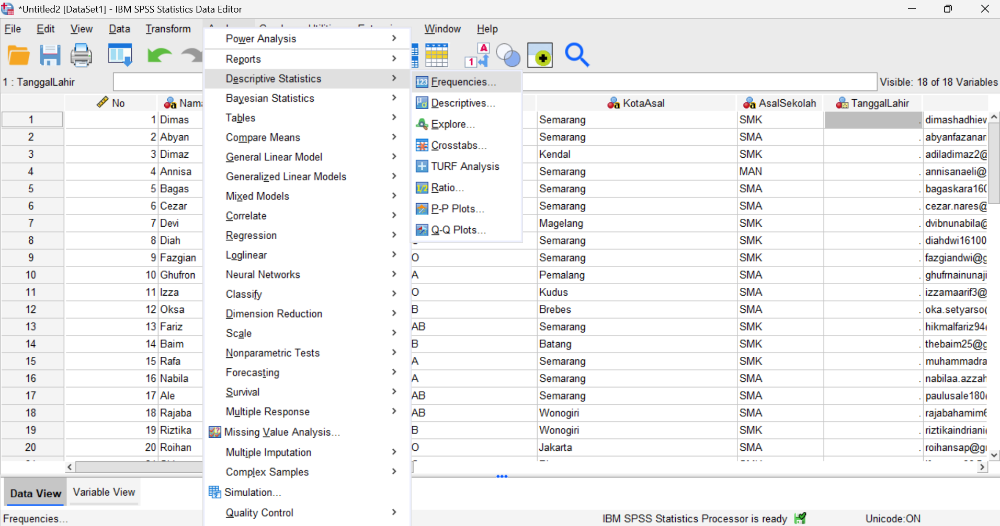 *Untitled2 [DataSet1] - IBM SPSS Statistics Data Editor
File Edit View Data Transform Window Help
1 : TanggalLahir
Visible: 18 of 18 Variables
Power Analysis
Reports
Descriptive Statistics
Bayesian Statistics
Tables
Compare Means
General Linear Model
Generalized Linear Models
Mixed Models
Correlate
Regression
Loglinear
Neural Networks
Classify
Dimension Reduction
Scale
Nonparametric Tests
Forecasting
Survival
Multiple Response
Missing Value Analysis...
Multiple Imputation
Complex Samples
Simulation...
Quality Control
Frequencies...
Descriptives...
Explore...
Crosstabs...
TURF Analysis
Ratio...
P-P Plots...
Q-Q Plots...
No Nama KotaAsal AsalSekolah TanggalLahir
1 1 Dimas Semarang SMK . dimashadhiew
2 2 Abyan Semarang SMA . abyanfazanar
3 3 Dimaz Kendal SMK . adiladimaz2@
4 4 Annisa Semarang MAN . annisanaeli@
5 5 Bagas Semarang SMA . bagaskara160
6 6 Cezar Semarang SMA . cezar.nares@
7 7 Devi Magelang SMK . dvibnunabila@
8 8 Diah Semarang SMK . diahdwi16100
9 9 Fazgian O Semarang SMK . fazgiandwi@g
10 10 Ghufron A Pemalang SMA . ghufrnainunaji
11 11 Izza O Kudus SMA . izzamaarif3@
12 12 Oksa B Brebes SMA . oka.setyarso
13 13 Fariz AB Semarang SMK . hikmalfariz94
14 14 Baim B Batang SMK . thebaim25@g
15 15 Rafa A Semarang SMK . muhammadra
16 16 Nabila A Semarang SMA . nabilaa.azzah
17 17 Ale AB Semarang SMA . paulusale180
18 18 Rajaba AB Wonogiri SMA . rajabahamim6
19 19 Riztika B Wonogiri SMK . riztikaindriani
20 20 Roihan O Jakarta SMA . roihansap@g
Data View Variable View
Frequencies...
IBM SPSS Statistics Processor is ready
Unicode:ON